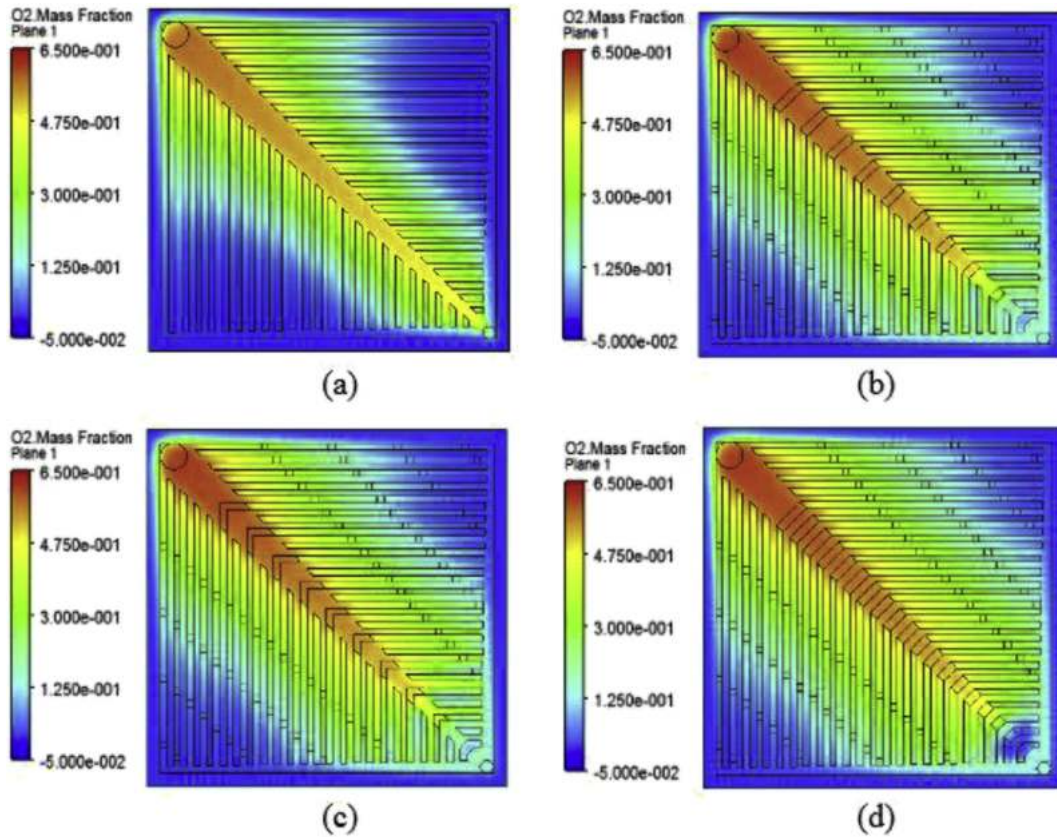 O2.Mass Fraction
Plane 1
6.500e-001
4.750e-001
3.000e-001
1.250e-001
-5.000e-002
(a)
O2.Mass Fraction
Plane 1
6.500e-001
4.750e-001
3.000e-001
1.250e-001
-5.000e-002
(b)
O2.Mass Fraction
Plane 1
6.500e-001
4.750e-001
3.000e-001
1.250e-001
-5.000e-002
(c)
O2.Mass Fraction
Plane 1
6.500e-001
4.750e-001
3.000e-001
1.250e-001
-5.000e-002
(d)